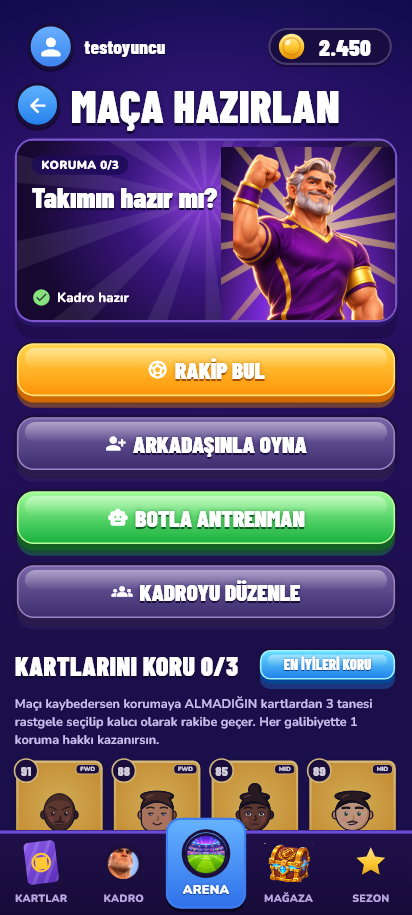 testoyuncu
2.450
MAÇA HAZIRLAN
KORUMA 0/3
Takımın hazır mı?
Kadro hazır
RAKİP BUL
ARKADAŞINLA OYNA
BOTLA ANTRENMAN
KADROYU DÜZENLE
KARTLARINI KORU 0/3
EN İYİLERİ KORU
Maçı kaybedersen korumaya ALMADIĞIN kartlardan 3 tanesi
rastgele seçilip kalıcı olarak rakibe geçer. Her galibiyette 1
koruma hakkı kazanırsın.
91 FWD 88 FWD 85 MID 89 MID
KARTLAR KADRO ARENA MAĞAZA SEZON